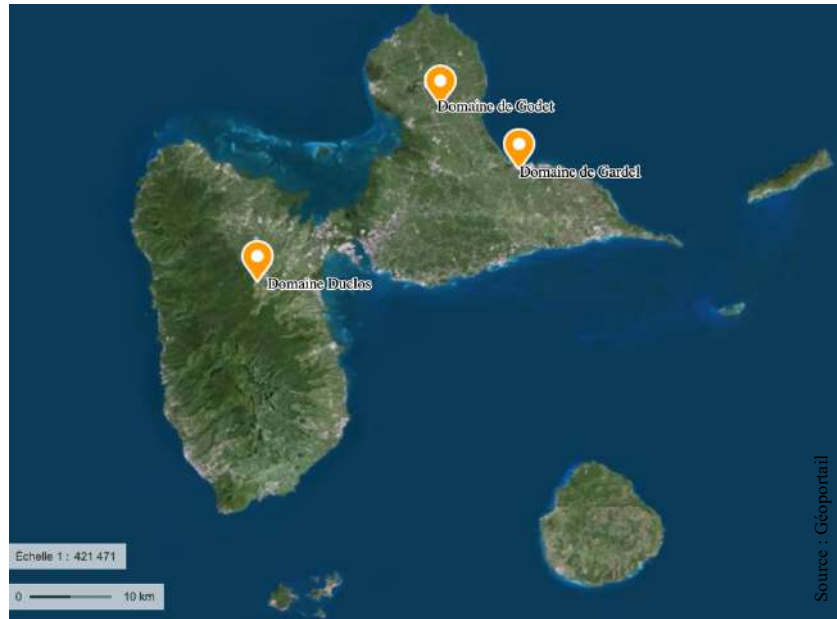 Domaine de Godet
Domaine de Gardel
Domaine Duclos
Source : Géoportail
Échelle 1 : 421 471
0 10 km